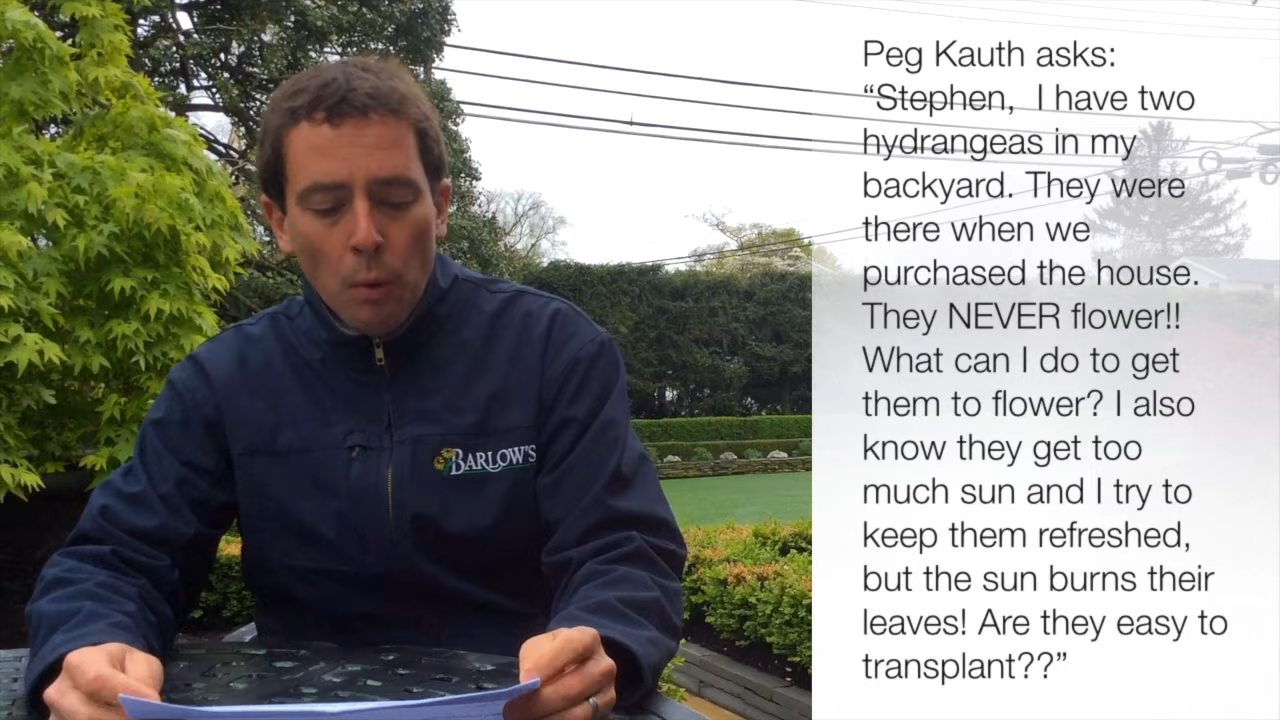 Peg Kauth asks:
“Stephen,  I have two
hydrangeas in my
backyard. They were
there when we
purchased the house.
They NEVER flower!!
What can I do to get
them to flower? I also
know they get too
much sun and I try to
keep them refreshed,
but the sun burns their
leaves! Are they easy to
transplant??”
BARLOW'S